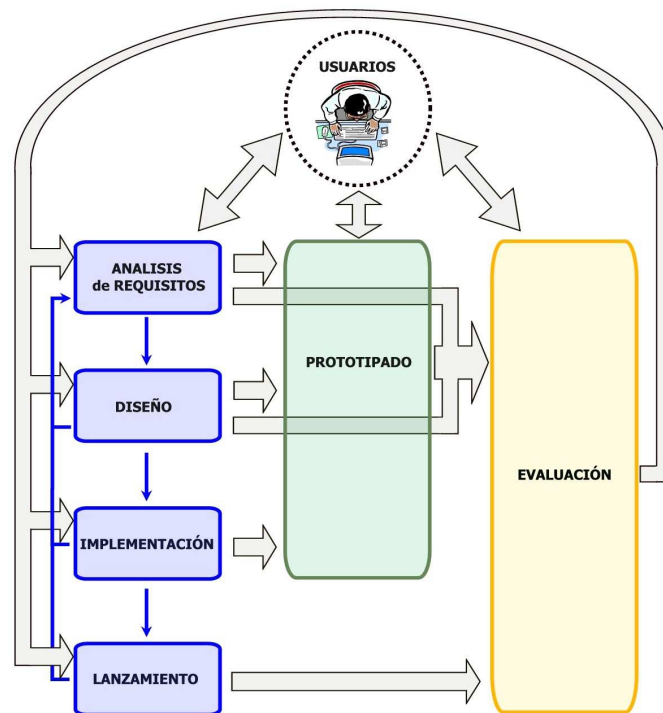 USUARIOS
ANALISIS
de REQUISITOS
PROTOTIPADO
DISEÑO
EVALUACIÓN
IMPLEMENTACIÓN
LANZAMIENTO